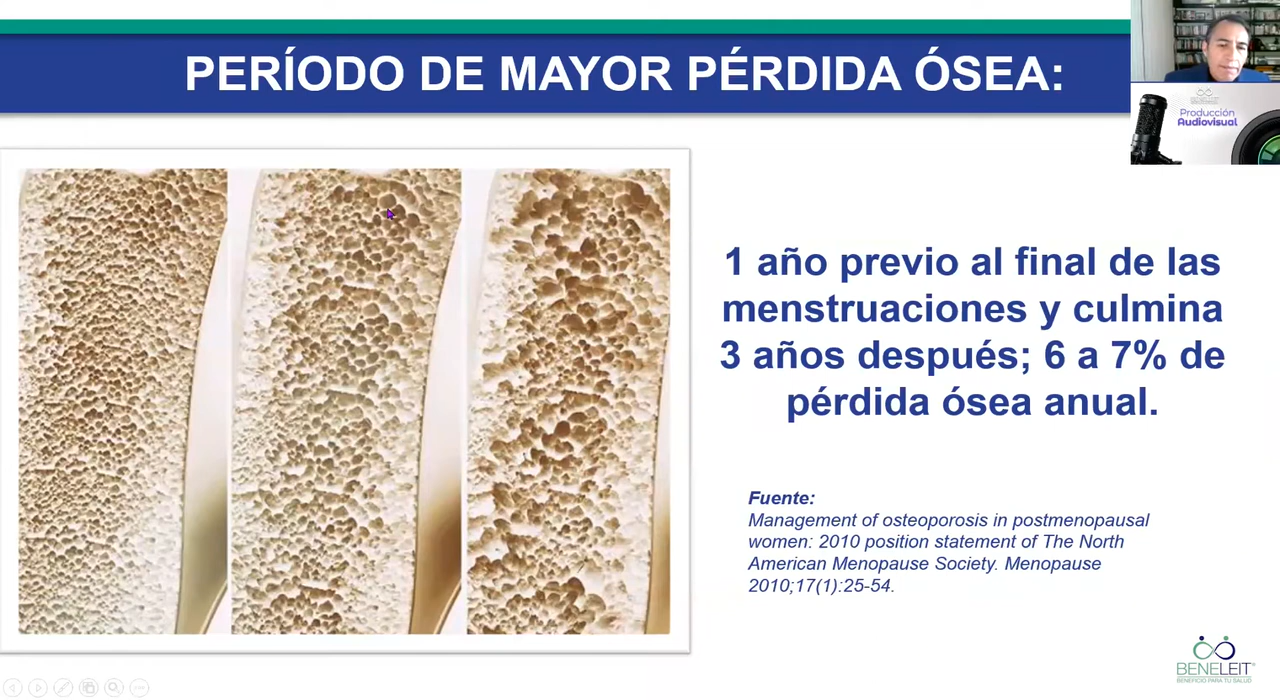 PERÍODO DE MAYOR PÉRDIDA ÓSEA:
BENELEIT
Producción
Audiovisual
1 año previo al final de las
menstruaciones y culmina
3 años después; 6 a 7% de
pérdida ósea anual.
Fuente:
Management of osteoporosis in postmenopausal
women: 2010 position statement of The North
American Menopause Society. Menopause
2010;17(1):25-54.
BENELEIT®
BENEFICIO PARA TU SALUD